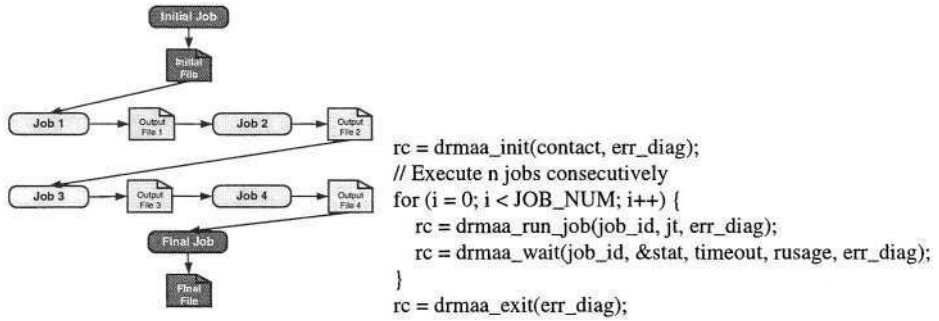 Initial Job
Initial
File
Job 1
Output
File 1
Job 2
Output
File 2
Job 3
Output
File 3
Job 4
Output
File 4
Final Job
Final
File
rc = drmaa_init(contact, err_diag);
// Execute n jobs consecutively
for (i = 0; i < JOB_NUM; i++) {
rc = drmaa_run_job(job_id, jt, err_diag);
rc = drmaa_wait(job_id, &stat, timeout, rusage, err_diag);
}
rc = drmaa_exit(err_diag);